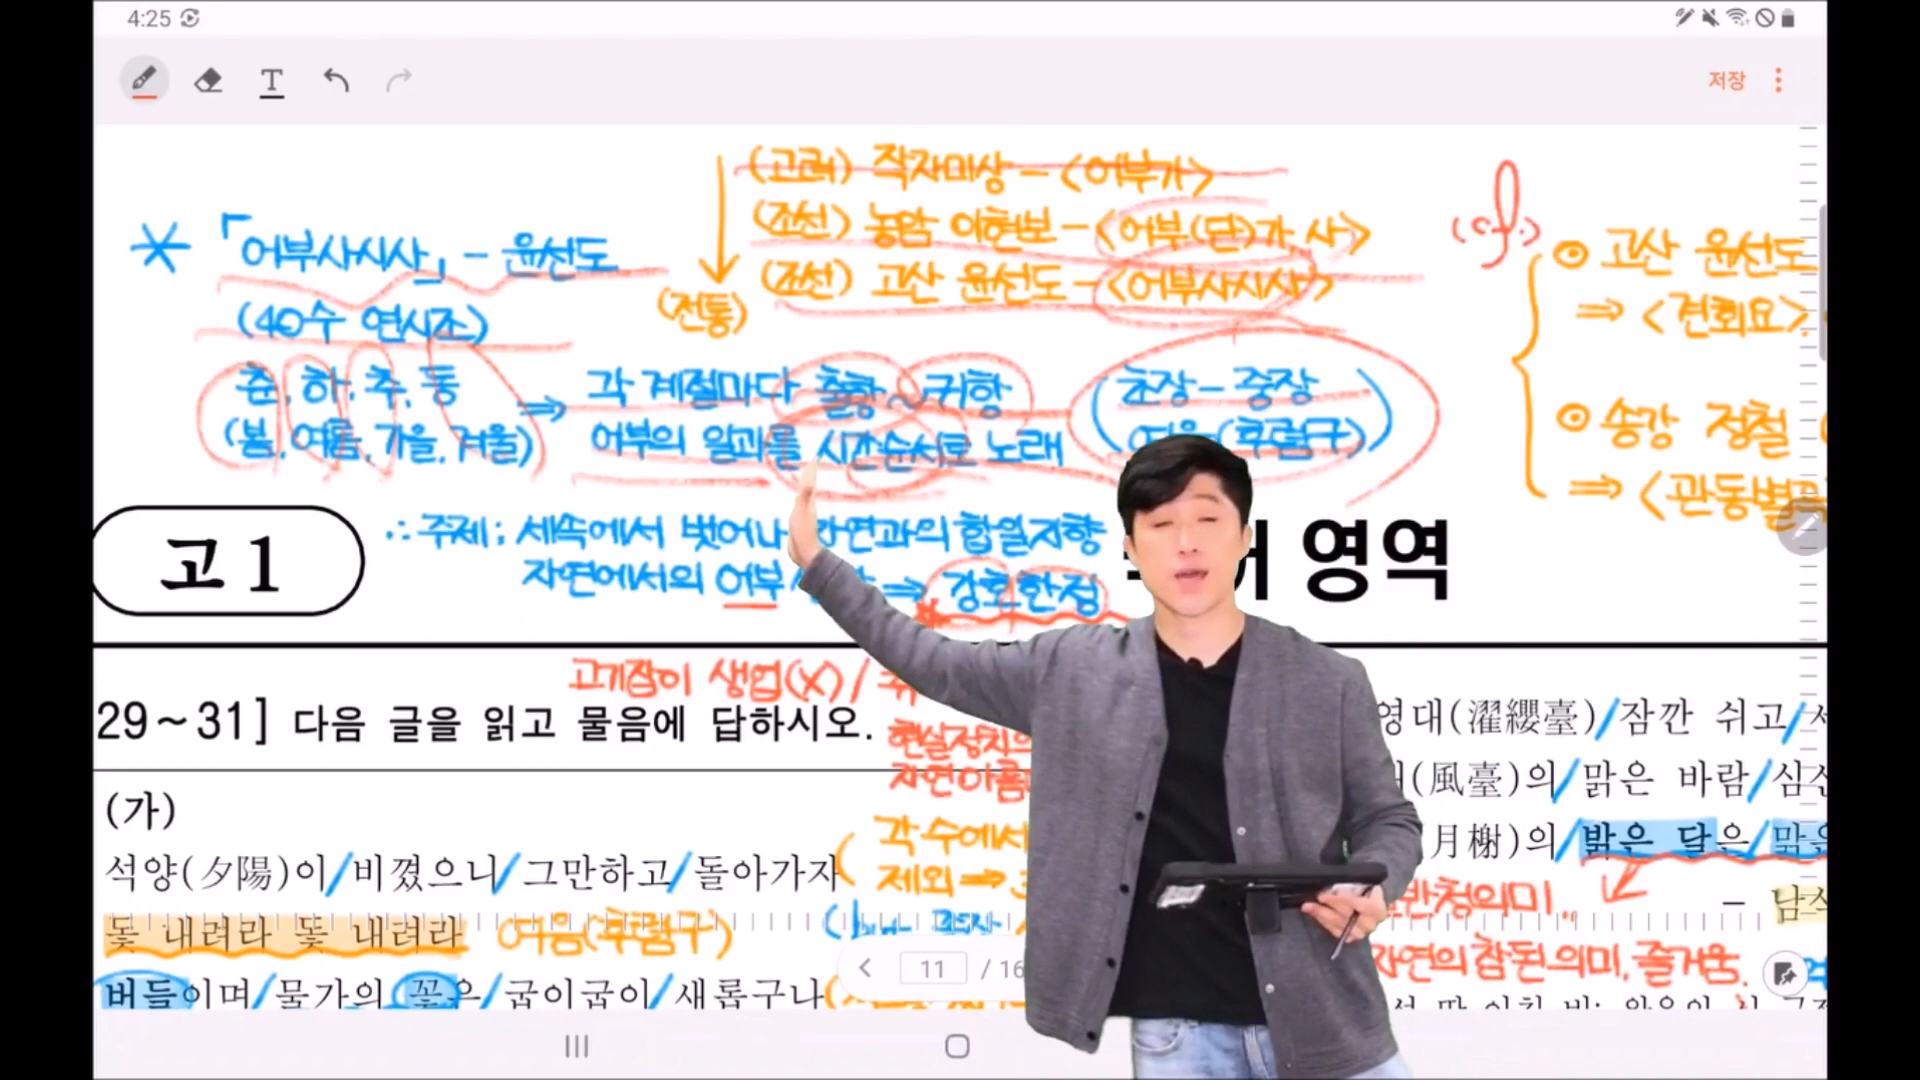 4:25
저장
(고려) 작자미상 - <어부가>
(조선) 농암 이현보 - <어부(단)가 사>
(조선) 고산 윤선도 - <어부사시사>
(전통)
* 「어부사시사」 - 윤선도
(40수 연시조)
춘, 하, 추, 동
(봄, 여름, 가을, 겨울)
⇒ 각 계절마다 출항 ~ 귀항
어부의 일과를 시간순서로 노래
(초장 - 중장
여음(후렴구))
⊙ 고산 윤선도
⇒ <견회요>
⊙ 송강 정철
⇒ <관동별
∴ 주제 : 세속에서 벗어나 자연과의 합일지향
자연에서의 어부 ⇒ 강호한정
고1
영역
고기잡이 생업(x) /
29~31] 다음 글을 읽고 물음에 답하시오.
현실정치의
자연이름
(가)
각 수에서
제외 ⇒
석양(夕陽)이/비꼈으니/그만하고/돌아가자
돛 내려라 돛 내려라 여음(후렴구)
버들이며/물가의 꽃은/굽이굽이/새롭구나
영대(濯纓臺)/잠깐 쉬고/
(風臺)의/맑은 바람/심
月榭)의/밝은 달은/맑은
반청의미..
자연의 참된 의미, 즐거움.
11 / 16